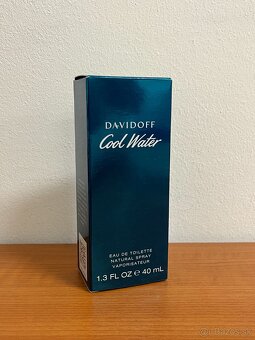 DAVIDOFF
Cool Water
EAU DE TOILETTE
NATURAL SPRAY
VAPORISATEUR
1.3 FL OZ e 40 mL